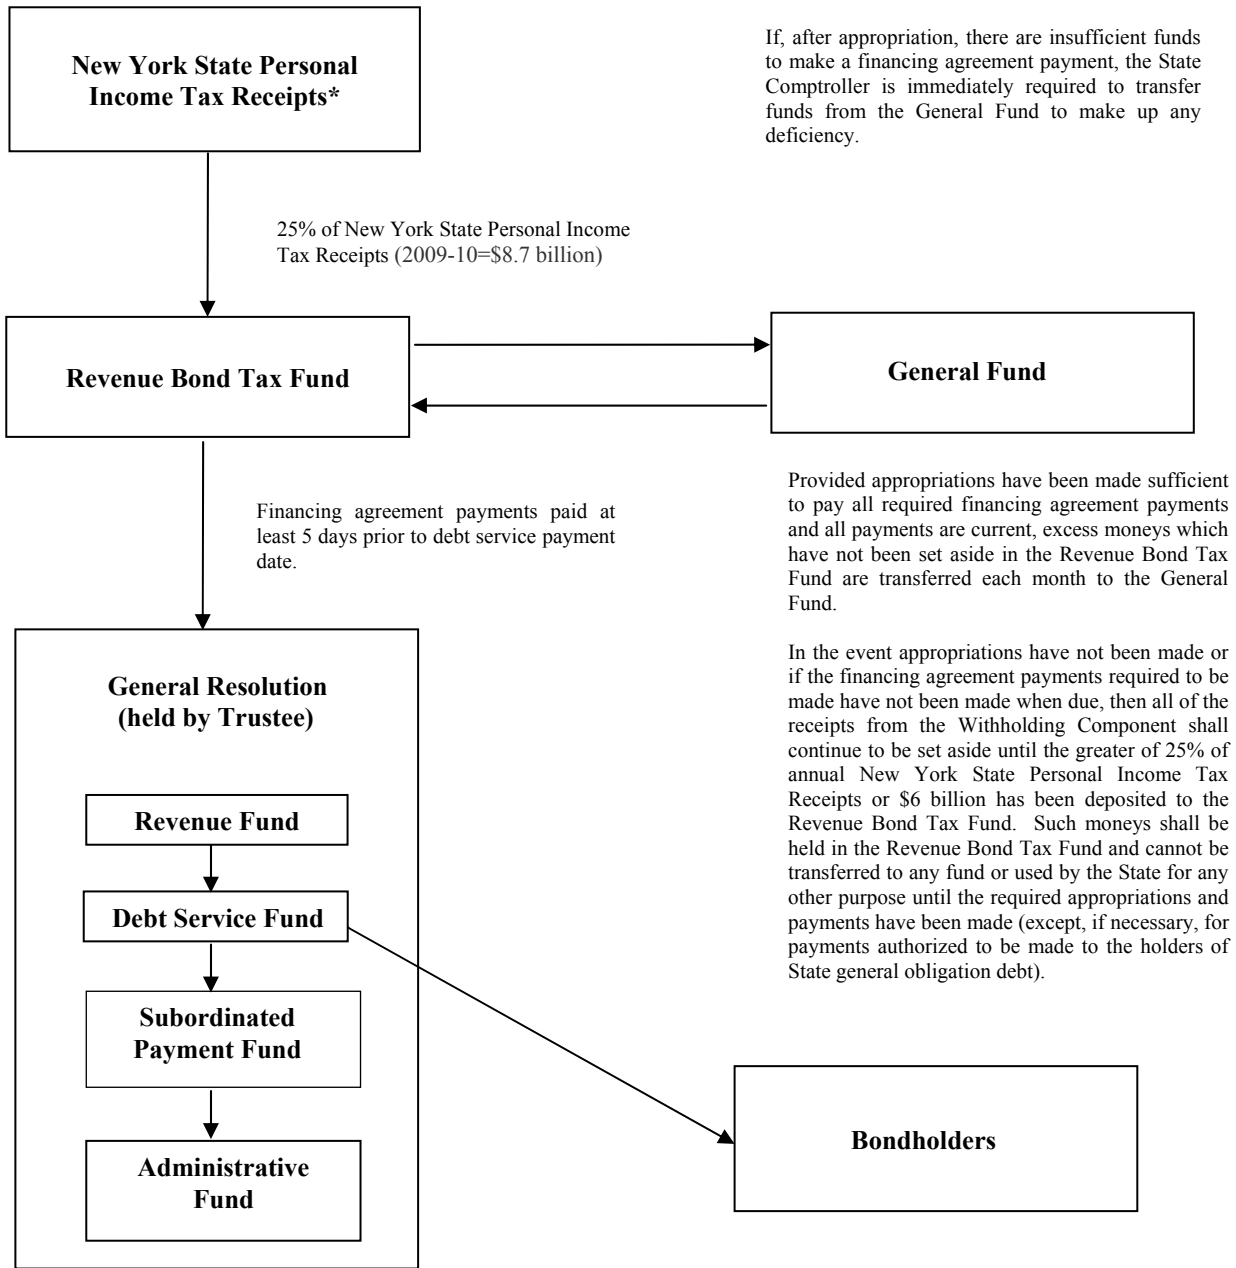 New York State Personal
Income Tax Receipts*
If, after appropriation, there are insufficient funds
to make a financing agreement payment, the State
Comptroller is immediately required to transfer
funds from the General Fund to make up any
deficiency.
25% of New York State Personal Income
Tax Receipts (2009-10=$8.7 billion)
Revenue Bond Tax Fund
General Fund
Financing agreement payments paid at
least 5 days prior to debt service payment
date.
Provided appropriations have been made sufficient
to pay all required financing agreement payments
and all payments are current, excess moneys which
have not been set aside in the Revenue Bond Tax
Fund are transferred each month to the General
Fund.
In the event appropriations have not been made or
if the financing agreement payments required to be
made have not been made when due, then all of the
receipts from the Withholding Component shall
continue to be set aside until the greater of 25% of
annual New York State Personal Income Tax
Receipts or $6 billion has been deposited to the
Revenue Bond Tax Fund. Such moneys shall be
held in the Revenue Bond Tax Fund and cannot be
transferred to any fund or used by the State for any
other purpose until the required appropriations and
payments have been made (except, if necessary, for
payments authorized to be made to the holders of
State general obligation debt).
General Resolution
(held by Trustee)
Revenue Fund
Debt Service Fund
Subordinated
Payment Fund
Administrative
Fund
Bondholders